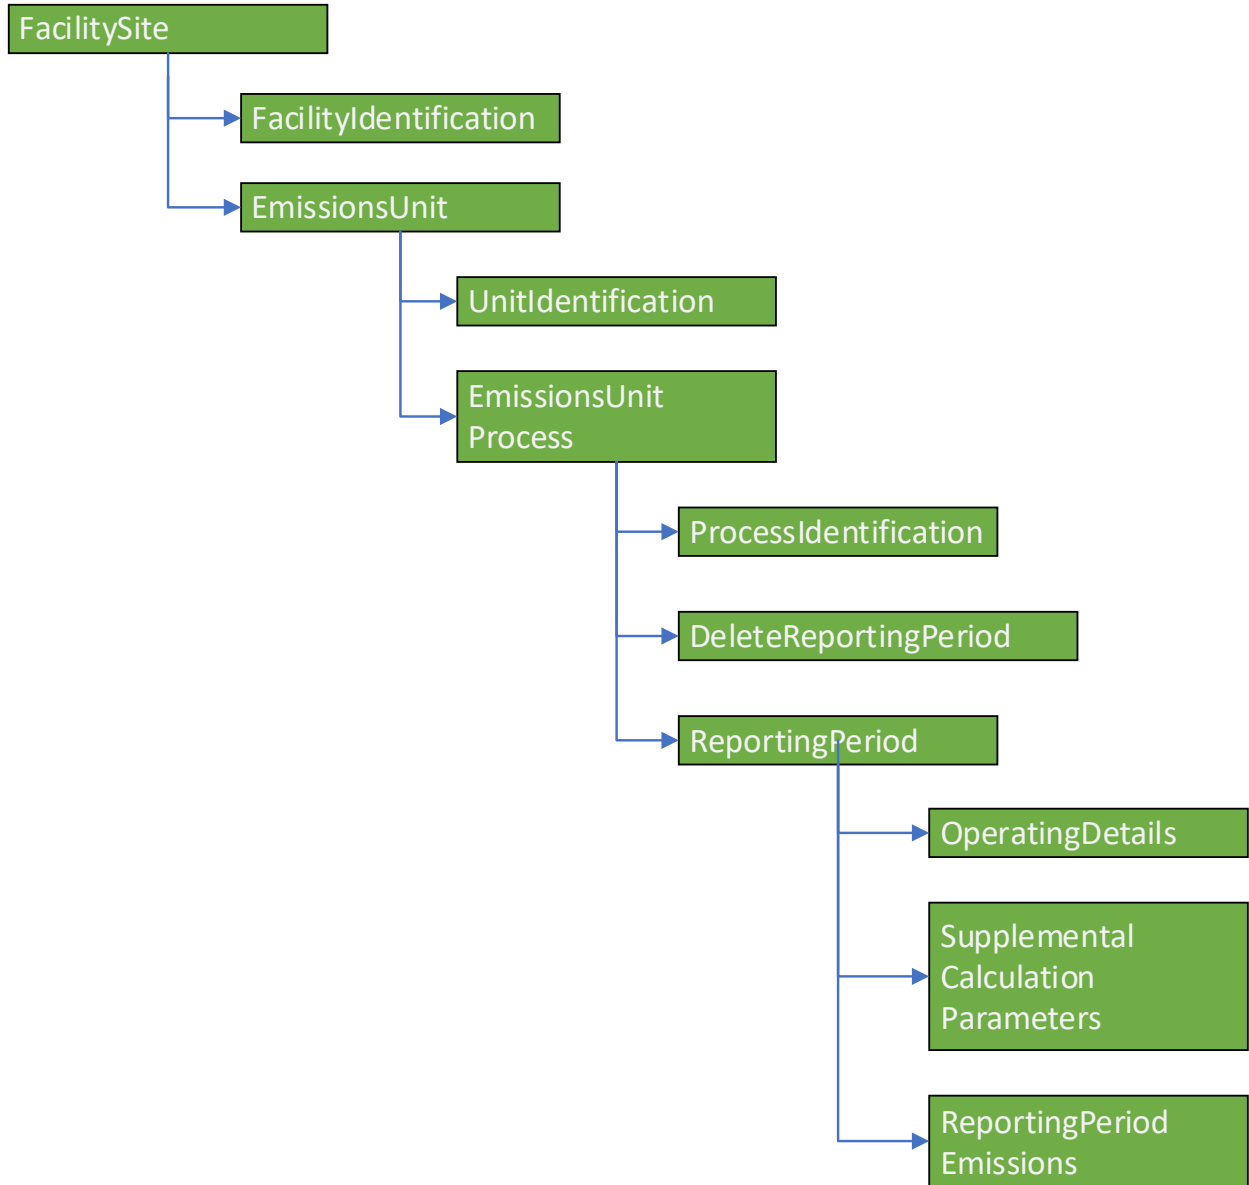 FacilitySite
FacilityIdentification
EmissionsUnit
UnitIdentification
EmissionsUnit
Process
ProcessIdentification
DeleteReportingPeriod
ReportingPeriod
OperatingDetails
Supplemental
Calculation
Parameters
ReportingPeriod
Emissions